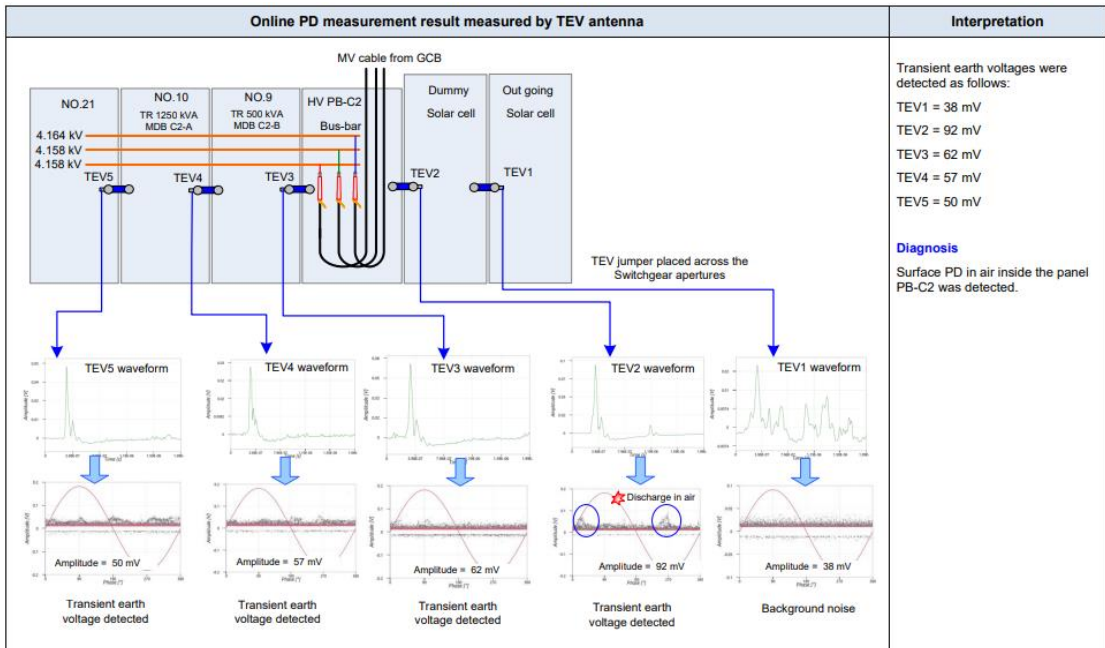 Online PD measurement result measured by TEV antenna
Interpretation
MV cable from GCB
NO.21
NO.10
TR 1250 kVA
MDB C2-A
NO.9
TR 500 kVA
MDB C2-B
HV PB-C2
Bus-bar
Dummy
Solar cell
Out going
Solar cell
4.164 kV
4.158 kV
4.158 kV
TEV5
TEV4
TEV3
TEV2
TEV1
TEV jumper placed across the
Switchgear apertures
TEV5 waveform
TEV4 waveform
TEV3 waveform
TEV2 waveform
TEV1 waveform
Discharge in air
Amplitude = 50 mV
Amplitude = 57 mV
Amplitude = 62 mV
Amplitude = 92 mV
Amplitude = 38 mV
Transient earth
voltage detected
Transient earth
voltage detected
Transient earth
voltage detected
Transient earth
voltage detected
Background noise
Transient earth voltages were
detected as follows:
TEV1 = 38 mV
TEV2 = 92 mV
TEV3 = 62 mV
TEV4 = 57 mV
TEV5 = 50 mV
Diagnosis
Surface PD in air inside the panel
PB-C2 was detected.